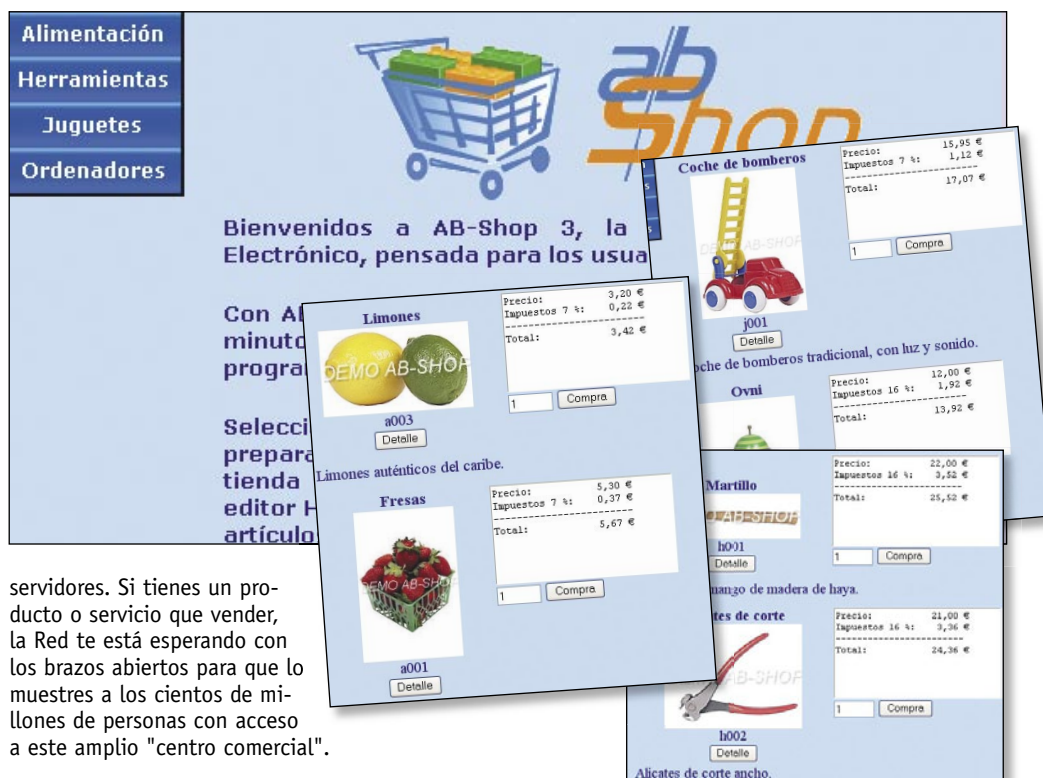 Alimentación
Herramientas
Juguetes
Ordenadores
ab
Shop
Bienvenidos a AB-Shop 3, la
Electrónico, pensada para los
Con
Coche de bomberos
Precio: 15,95 €
Impuestos 7 %: 1,12 €
Total: 17,07 €
1 Compra
DEMO AB-SHOP
j001
Detalle
de bomberos tradicional, con luz y sonido.
Ovni
Precio: 12,00 €
Impuestos 16 %: 1,92 €
Total: 13,92 €
Limones
Precio: 3,20 €
Impuestos 7 %: 0,22 €
Total: 3,42 €
1 Compra
DEMO AB-SHOP
a003
Detalle
Limones auténticos del caribe.
Fresas
Precio: 5,30 €
Impuestos 7 %: 0,37 €
Total: 5,67 €
1 Compra
DEMO AB-SHOP
a001
Detalle
tienda
editor
Martillo
Precio: 22,00 €
Impuestos 16 %: 3,52 €
Total: 25,52 €
1 Compra
AB-SHOP
h001
Detalle
mango de madera de haya.
de corte
Precio: 21,00 €
Impuestos 16 %: 3,36 €
Total: 24,36 €
1 Compra
AB-SHOP
h002
Detalle
Alicates de corte ancho.
servidores. Si tienes un pro-
ducto o servicio que vender,
la Red te está esperando con
los brazos abiertos para que lo
muestres a los cientos de mi-
llones de personas con acceso
a este amplio "centro comercial".